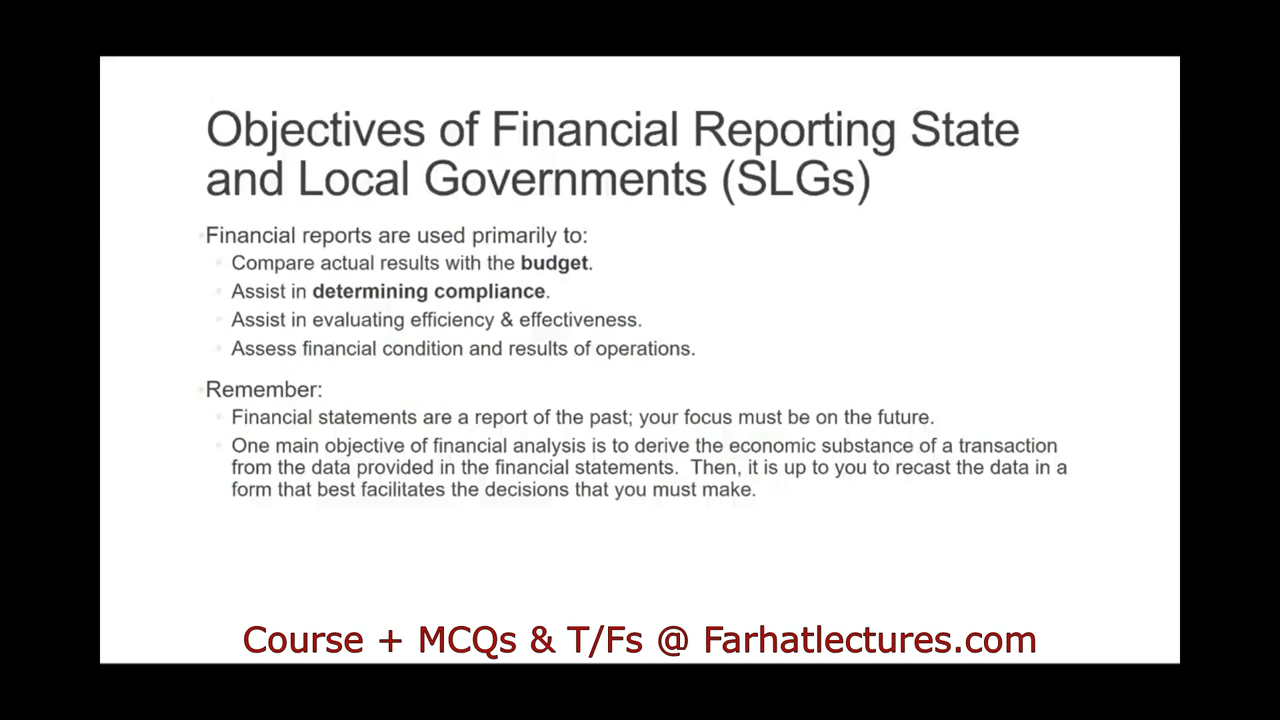 Objectives of Financial Reporting State
and Local Governments (SLGs)
Financial reports are used primarily to:
Compare actual results with the budget.
Assist in determining compliance.
Assist in evaluating efficiency & effectiveness.
Assess financial condition and results of operations.
Remember:
Financial statements are a report of the past; your focus must be on the future.
One main objective of financial analysis is to derive the economic substance of a transaction
from the data provided in the financial statements.  Then, it is up to you to recast the data in a
form that best facilitates the decisions that you must make.
Course + MCQs & T/Fs @ Farhatlectures.com